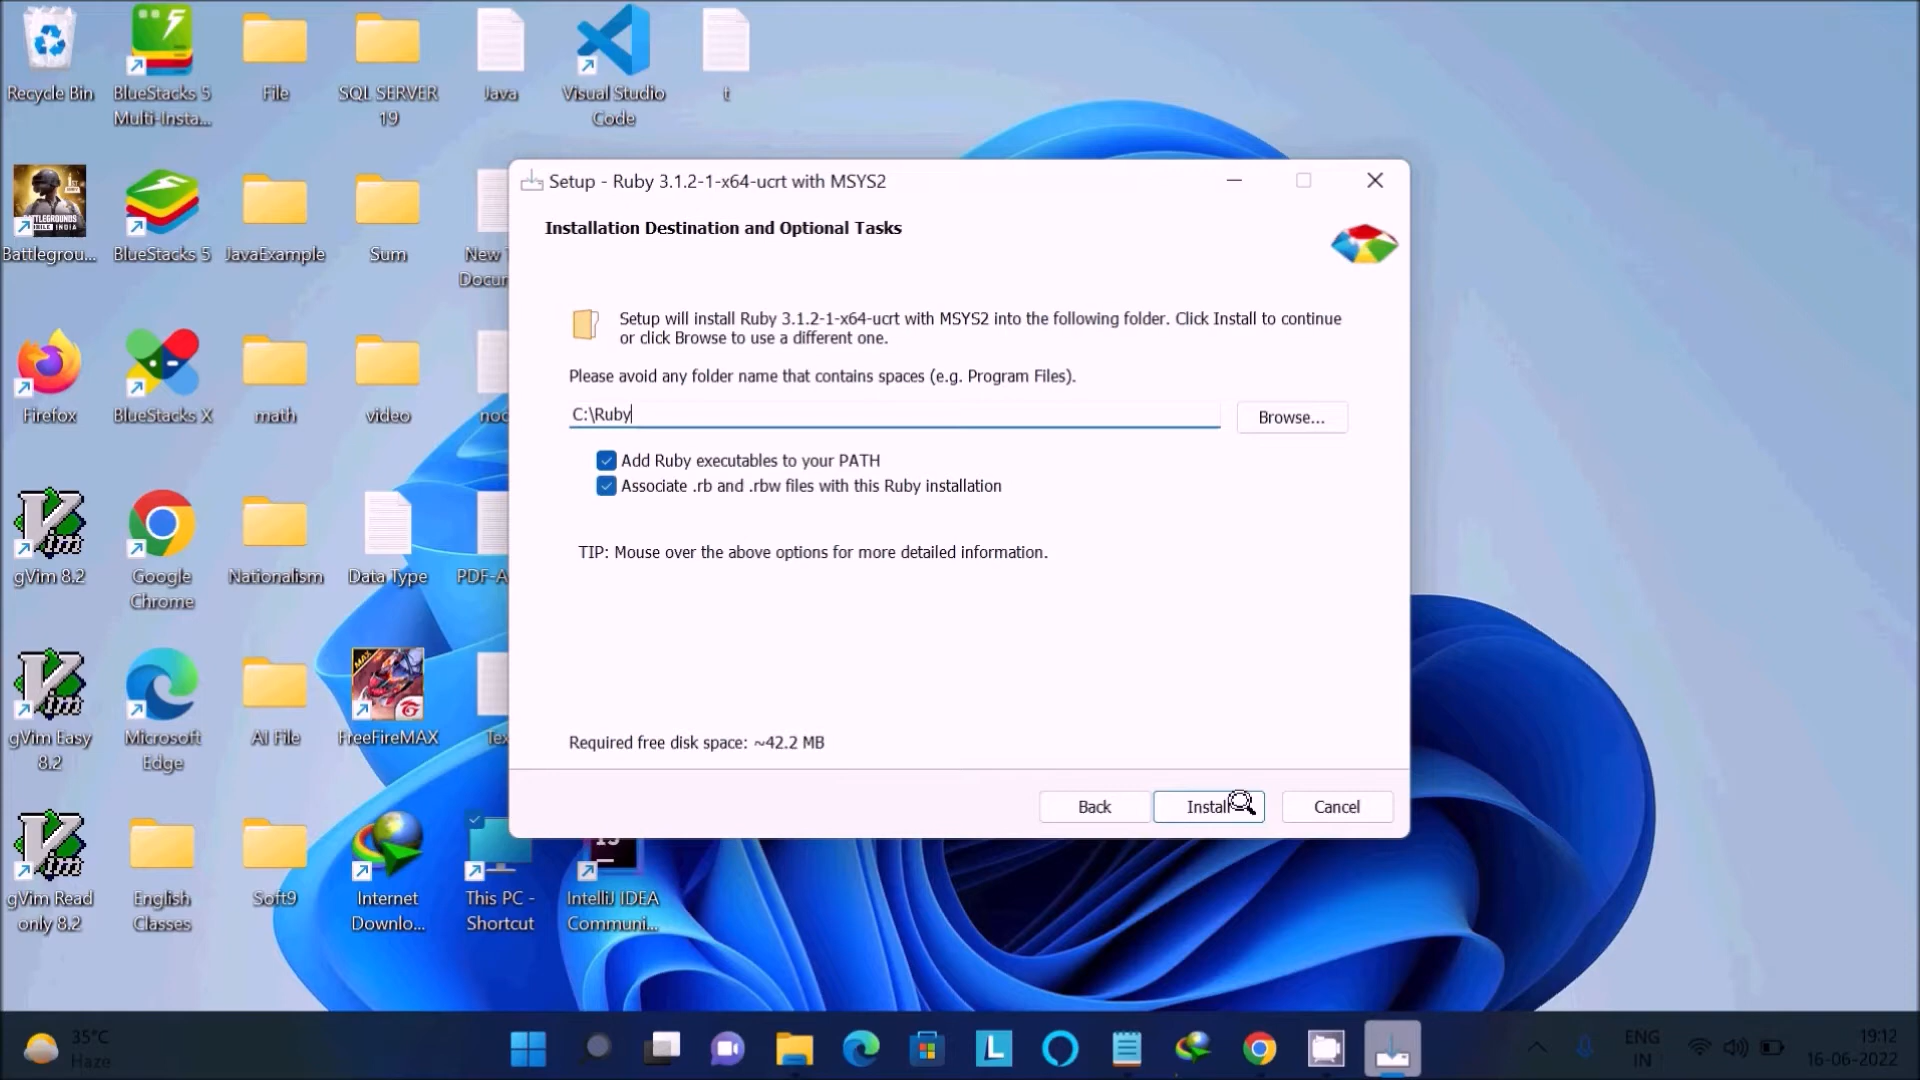 Recycle Bin
BlueStacks 5
Multi-Insta...
File
SQL SERVER
19
Java
Visual Studio
Code
t
Battlegrou...
BlueStacks 5
JavaExample
Sum
New
Docum
Firefox
BlueStacks X
math
video
gVim 8.2
Google
Chrome
Nationalism
Data Type
PDF-A
gVim Easy
8.2
Microsoft
Edge
AI File
FreeFireMAX
Tex
gVim Read
only 8.2
English
Classes
Soft9
Internet
Downlo...
This PC -
Shortcut
IntelliJ IDEA
Communi...
Setup - Ruby 3.1.2-1-x64-ucrt with MSYS2
Installation Destination and Optional Tasks
Setup will install Ruby 3.1.2-1-x64-ucrt with MSYS2 into the following folder. Click Install to continue
or click Browse to use a different one.
Please avoid any folder name that contains spaces (e.g. Program Files).
C:\Ruby
Browse...
Add Ruby executables to your PATH
Associate .rb and .rbw files with this Ruby installation
TIP: Mouse over the above options for more detailed information.
Required free disk space: ~42.2 MB
Back
Install
Cancel
35°C
Haze
ENG
IN
19:12
16-06-2022